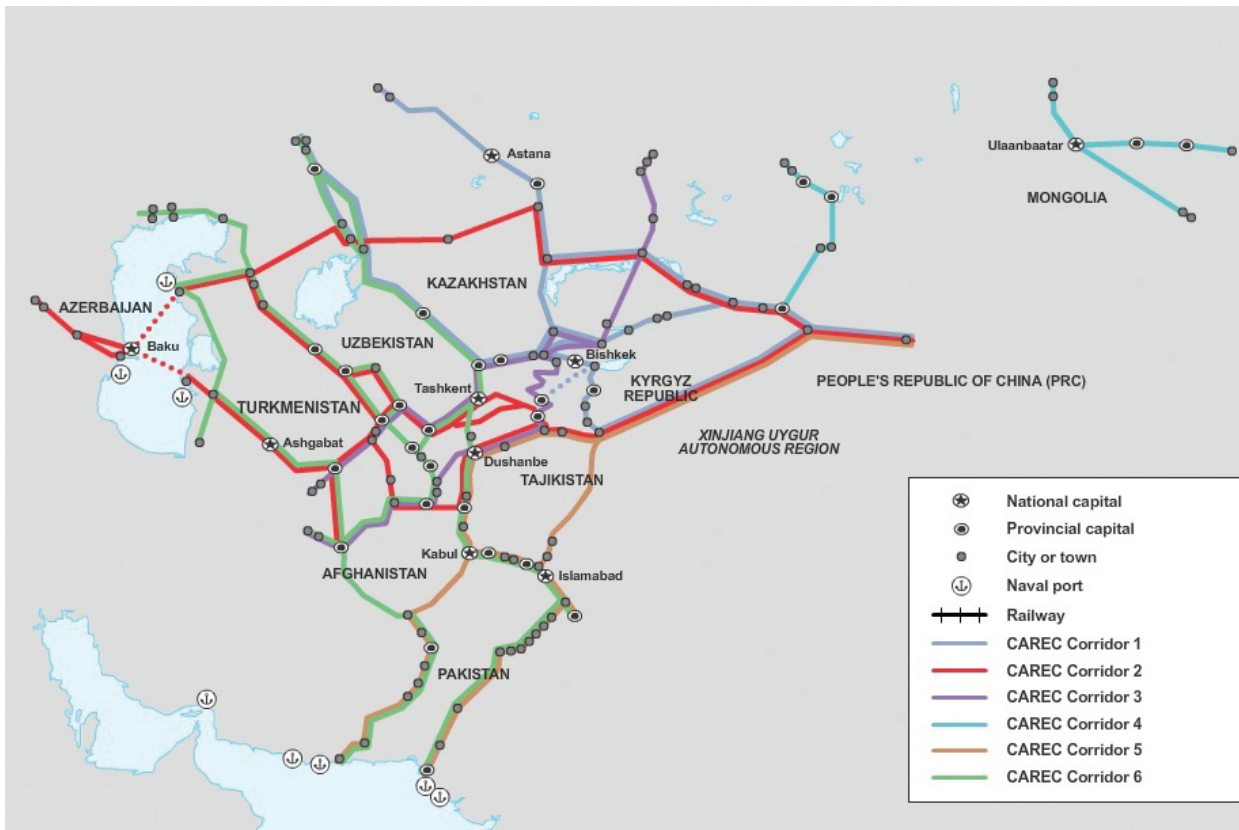 Astana
Ulaanbaatar
MONGOLIA
KAZAKHSTAN
AZERBAIJAN
Baku
UZBEKISTAN
Bishkek
Tashkent
KYRGYZ
REPUBLIC
PEOPLE'S REPUBLIC OF CHINA (PRC)
TURKMENISTAN
Ashgabat
XINJIANG UYGUR
AUTONOMOUS REGION
Dushanbe
TAJIKISTAN
Kabul
Islamabad
AFGHANISTAN
PAKISTAN
National capital
Provincial capital
City or town
Naval port
Railway
CAREC Corridor 1
CAREC Corridor 2
CAREC Corridor 3
CAREC Corridor 4
CAREC Corridor 5
CAREC Corridor 6